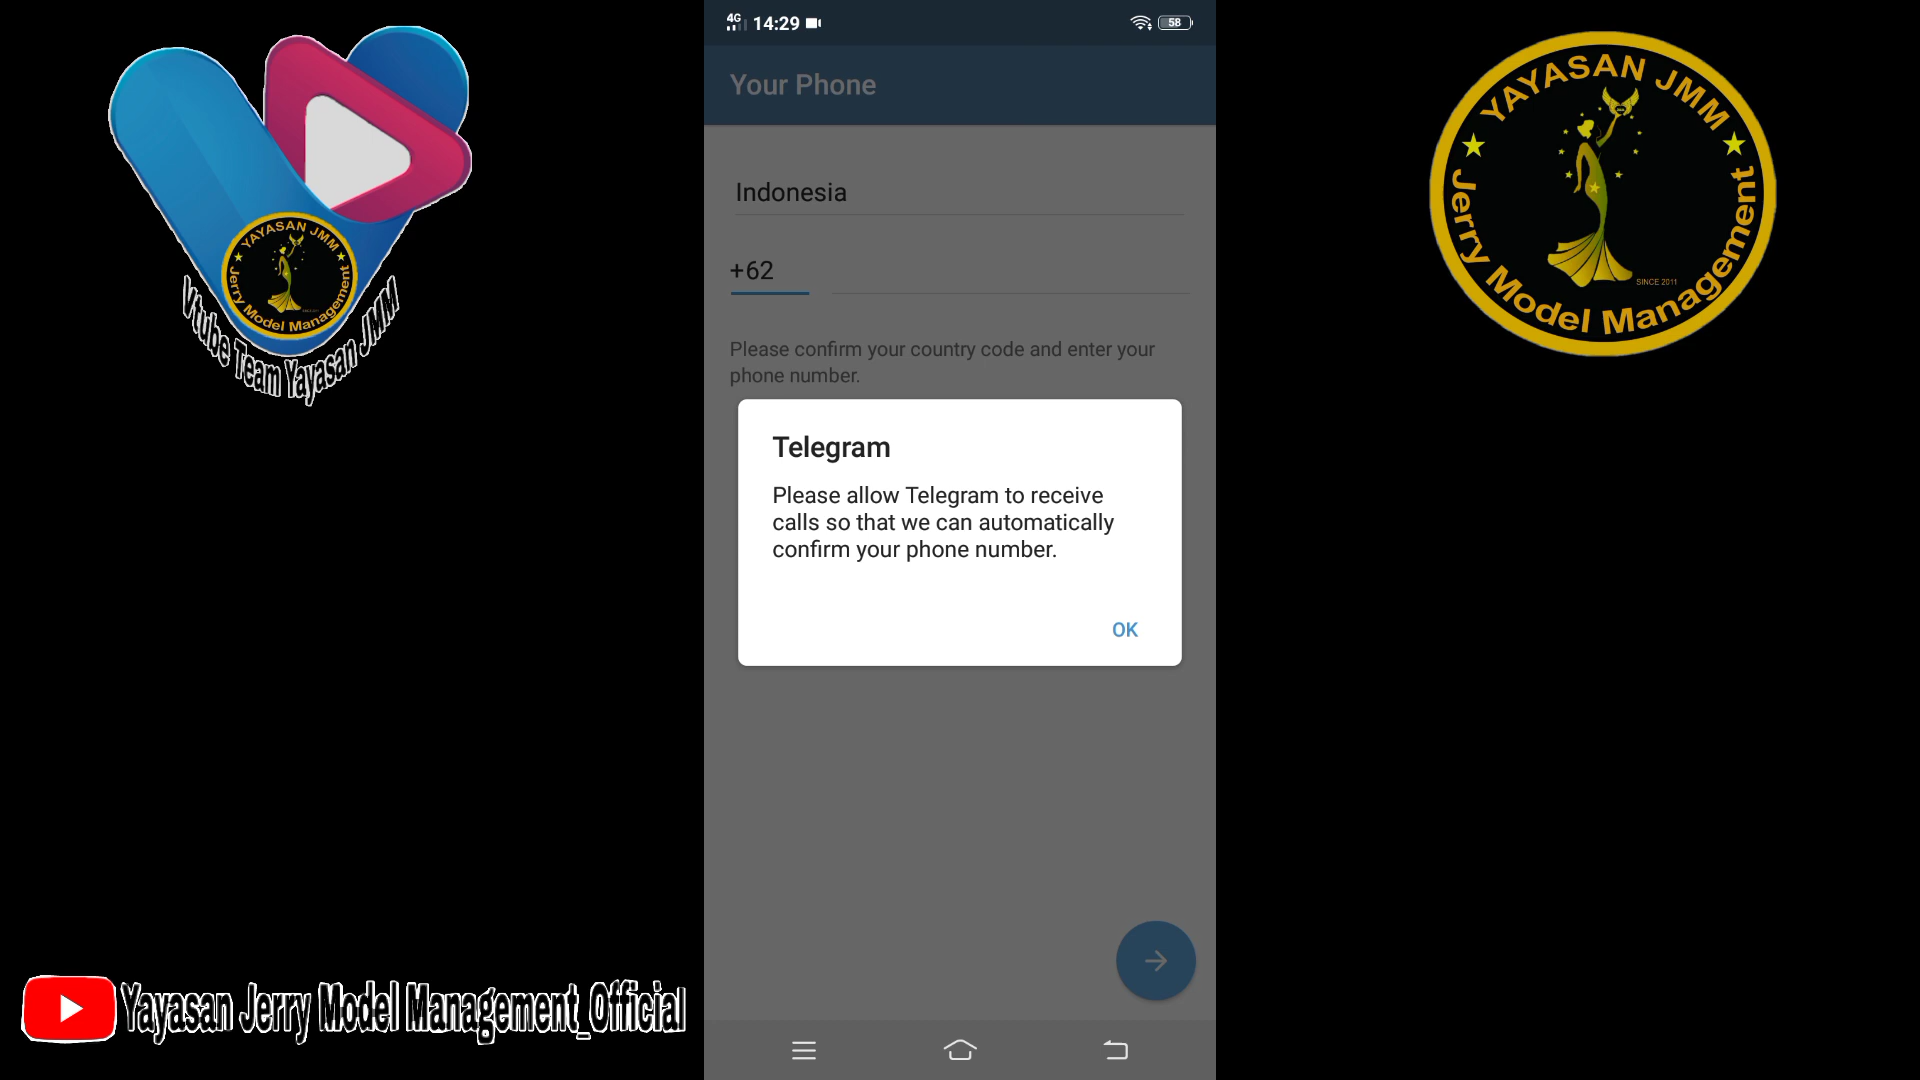 4G 14:29 58
Your Phone
Indonesia
+62
Please confirm your country code and enter your
phone number.
Telegram
Please allow Telegram to receive
calls so that we can automatically
confirm your phone number.
OK
YAYASAN JMM
Jerry Model Management
Vtube Team Yayasan JMM
YAYASAN JMM
Jerry Model Management
SINCE 2011
Yayasan Jerry Model Management_Official